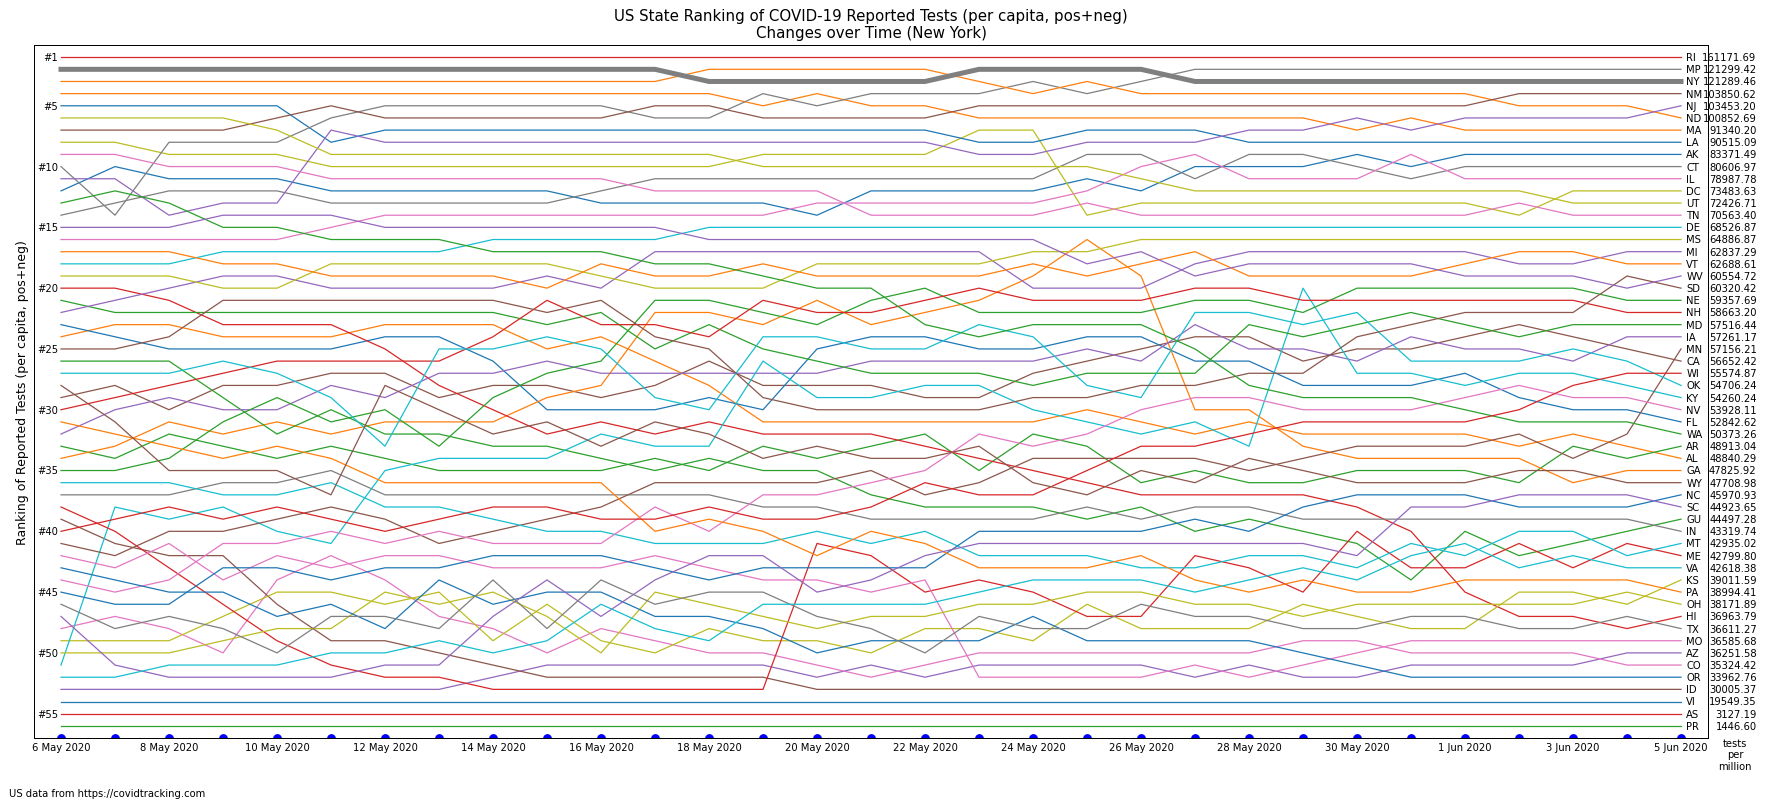 US State Ranking of COVID-19 Reported Tests (per capita, pos+neg)
Changes over Time (New York)
Ranking of Reported Tests (per capita, pos+neg)
#1
#5
#10
#15
#20
#25
#30
#35
#40
#45
#50
#55
RI 161171.69
MP 121299.42
NY 121289.46
NM 103850.62
NJ 103453.20
ND 100852.69
MA 91340.20
LA 90515.09
AK 83371.49
CT 80606.97
IL 78987.78
DC 73483.63
UT 72426.71
TN 70563.40
DE 68526.87
MS 64886.87
MI 62837.29
VT 62688.61
WV 60554.72
SD 60320.42
NE 59357.69
NH 58663.20
MD 57516.44
IA 57261.17
MN 57156.21
CA 56652.42
WI 55574.87
OK 54706.24
KY 54260.24
NV 53928.11
FL 52842.62
WA 50373.26
AR 48913.04
AL 48840.29
GA 47825.92
WY 47708.98
NC 45970.93
SC 44923.65
GU 44497.28
IN 43319.74
MT 42935.02
ME 42799.80
VA 42618.38
KS 39011.59
PA 38994.41
OH 38171.89
HI 36963.79
TX 36611.27
MO 36585.68
AZ 36251.58
CO 35324.42
OR 33962.76
ID 30005.37
VI 19549.35
AS 3127.19
PR 1446.60
6 May 2020 8 May 2020 10 May 2020 12 May 2020 14 May 2020 16 May 2020 18 May 2020 20 May 2020 22 May 2020 24 May 2020 26 May 2020 28 May 2020 30 May 2020 1 Jun 2020 3 Jun 2020 5 Jun 2020
tests
per
million
US data from https://covidtracking.com